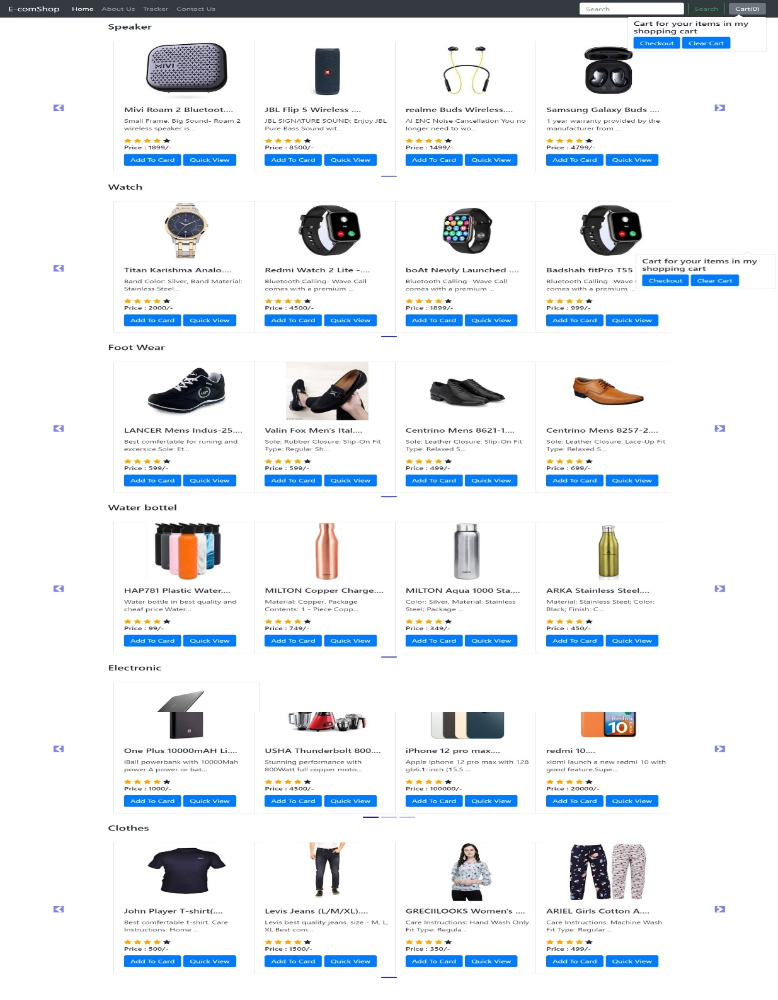 E-comShop Home About Us Tracker Contact Us Search Search Cart(0)
Cart for your items in my
shopping cart
Checkout Clear Cart
Speaker
MIVI
Mivi Roam 2 Bluetoot....
Small Frame. Big Sound- Roam 2
wireless speaker is...
Price : 1899/-
Add To Card Quick View
JBL Flip 5 Wireless ....
JBL SIGNATURE SOUND: Enjoy JBL
Pure Bass Sound wit...
Price : 8500/-
Add To Card Quick View
realme Buds Wireless....
AI ENC Noise Cancellation You no
longer need to wo...
Price : 1499/-
Add To Card Quick View
Samsung Galaxy Buds ....
1 year warranty provided by the
manufacturer from ...
Price : 4799/-
Add To Card Quick View
Watch
Titan Karishma Analo....
Band Color: Silver, Band Material:
Stainless Steel...
Price : 2000/-
Add To Card Quick View
Redmi Watch 2 Lite -....
Bluetooth Calling- Wave Call
comes with a premium ...
Price : 4500/-
Add To Card Quick View
boAt Newly Launched ....
Bluetooth Calling- Wave Call
comes with a premium ...
Price : 1899/-
Add To Card Quick View
Badshah fitPro T55
Bluetooth Calling- Wave
comes with a premium ...
Price : 999/-
Add To Card Quick View
Cart for your items in my
shopping cart
Checkout Clear Cart
Foot Wear
LANCER Mens Indus-25....
Best comfertable for runing and
excersice.Sole: Et...
Price : 599/-
Add To Card Quick View
Valin Fox Men's Ital....
Sole: Rubber Closure: Slip-On Fit
Type: Regular Sh...
Price : 599/-
Add To Card Quick View
Centrino Mens 8621-1....
Sole: Leather Closure: Slip-On Fit
Type: Relaxed S...
Price : 499/-
Add To Card Quick View
Centrino Mens 8257-2....
Sole: Leather Closure: Lace-Up Fit
Type: Relaxed S...
Price : 699/-
Add To Card Quick View
Water bottel
HAP781 Plastic Water....
Water bottle in best quality and
cheaf price.Water...
Price : 99/-
Add To Card Quick View
MILTON Copper Charge....
Material: Copper, Package
Contents: 1 - Piece Copp...
Price : 749/-
Add To Card Quick View
MILTON Aqua 1000 Sta....
Color: Silver, Material: Stainless
Steel; Package ...
Price : 349/-
Add To Card Quick View
ARKA Stainless Steel....
Material: Stainless Steel; Color:
Black; Finish: C...
Price : 450/-
Add To Card Quick View
Electronic
One Plus 10000mAH Li....
iBall powerbank with 10000Mah
power.A power or bat...
Price : 1000/-
Add To Card Quick View
USHA Thunderbolt 800....
Stunning performance with
800Watt full copper moto...
Price : 4500/-
Add To Card Quick View
iPhone 12 pro max....
Apple iphone 12 pro max with 128
gb6.1-inch (15.5 ...
Price : 100000/-
Add To Card Quick View
Redmi
10
redmi 10....
xiomi launch a new redmi 10 with
good feature.Supe...
Price : 20000/-
Add To Card Quick View
Clothes
John Player T-shirt(....
Best comfertable t-shirt. Care
Instructions: Home ...
Price : 500/-
Add To Card Quick View
Levis Jeans (L/M/XL)....
Levis best quality jeans. size - M, L,
XL.Best com...
Price : 1500/-
Add To Card Quick View
GRECIILOOKS Women's ....
Care Instructions: Hand Wash Only
Fit Type: Regula...
Price : 350/-
Add To Card Quick View
ARIEL Girls Cotton A....
Care Instructions: Machine Wash
Fit Type: Regular ...
Price : 499/-
Add To Card Quick View